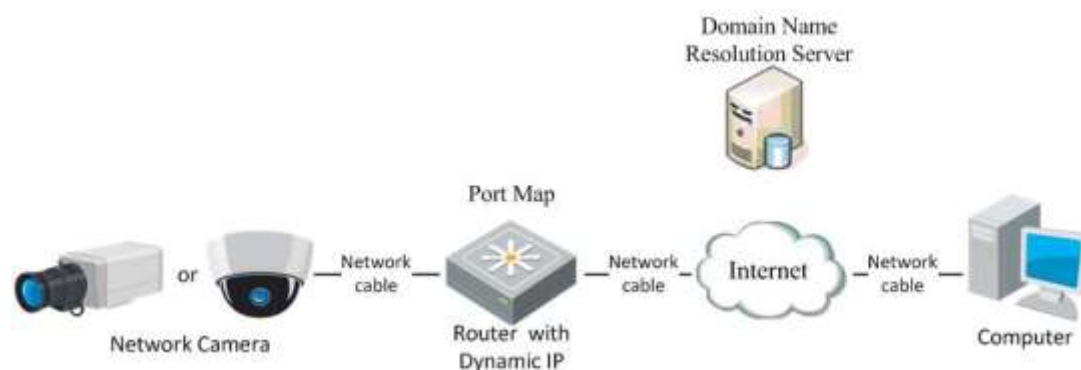 Domain Name
Resolution Server
Port Map
or
Network
cable
Network
cable
Internet
Network
cable
Network Camera
Router with
Dynamic IP
Computer